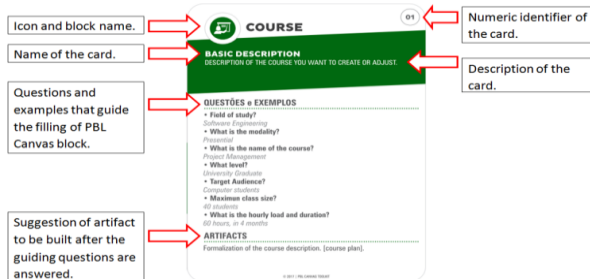 Icon and block name.
Name of the card.
Questions and
examples that guide
the filling of PBL
Canvas block.
Suggestion of artifact
to be built after the
guiding questions are
answered.
COURSE
01
BASIC DESCRIPTION
DESCRIPTION OF THE COURSE YOU WANT TO CREATE OR ADJUST.
QUESTÕES e EXEMPLOS
• Field of study?
Software Engineering
• What is the modality?
Presential
• What is the name of the course?
Project Management
• What level?
University Graduate
• Target Audience?
Computer students
• Maximun class size?
40 students
• What is the hourly load and duration?
60 hours, in 4 months
ARTIFACTS
Formalization of the course description. [course plan].
© 2017 | PBL CANVAS TOOLKIT
Numeric identifier of
the card.
Description of the
card.